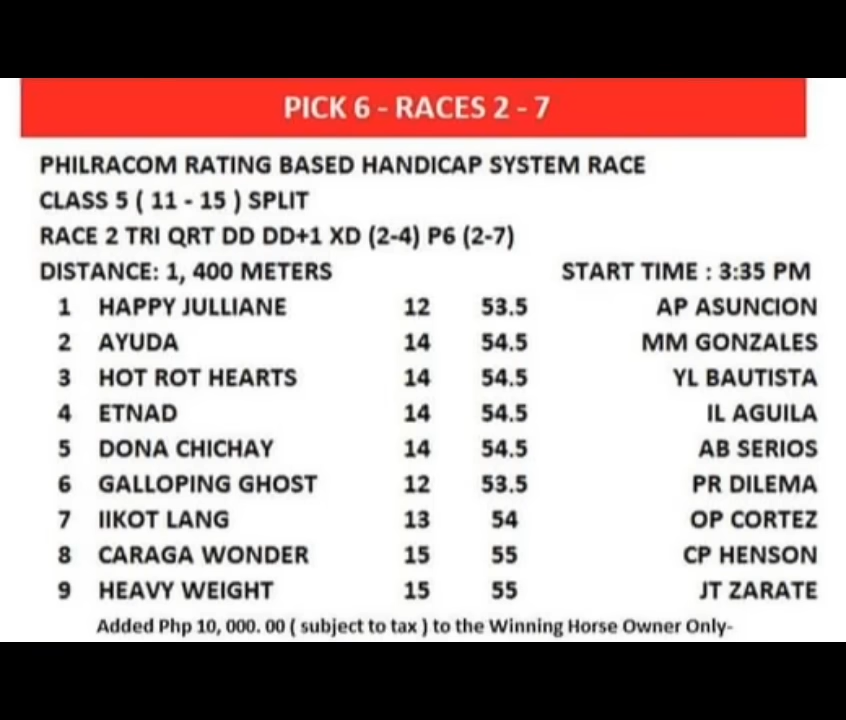 PICK 6 - RACES 2 - 7
PHILRACOM RATING BASED HANDICAP SYSTEM RACE
CLASS 5 ( 11 - 15 ) SPLIT
RACE 2 TRI QRT DD DD+1 XD (2-4) P6 (2-7)
DISTANCE: 1, 400 METERS START TIME : 3:35 PM
1 HAPPY JULLIANE 12 53.5 AP ASUNCION
2 AYUDA 14 54.5 MM GONZALES
3 HOT ROT HEARTS 14 54.5 YL BAUTISTA
4 ETNAD 14 54.5 IL AGUILA
5 DONA CHICHAY 14 54.5 AB SERIOS
6 GALLOPING GHOST 12 53.5 PR DILEMA
7 IIKOT LANG 13 54 OP CORTEZ
8 CARAGA WONDER 15 55 CP HENSON
9 HEAVY WEIGHT 15 55 JT ZARATE
Added Php 10, 000. 00 ( subject to tax ) to the Winning Horse Owner Only-